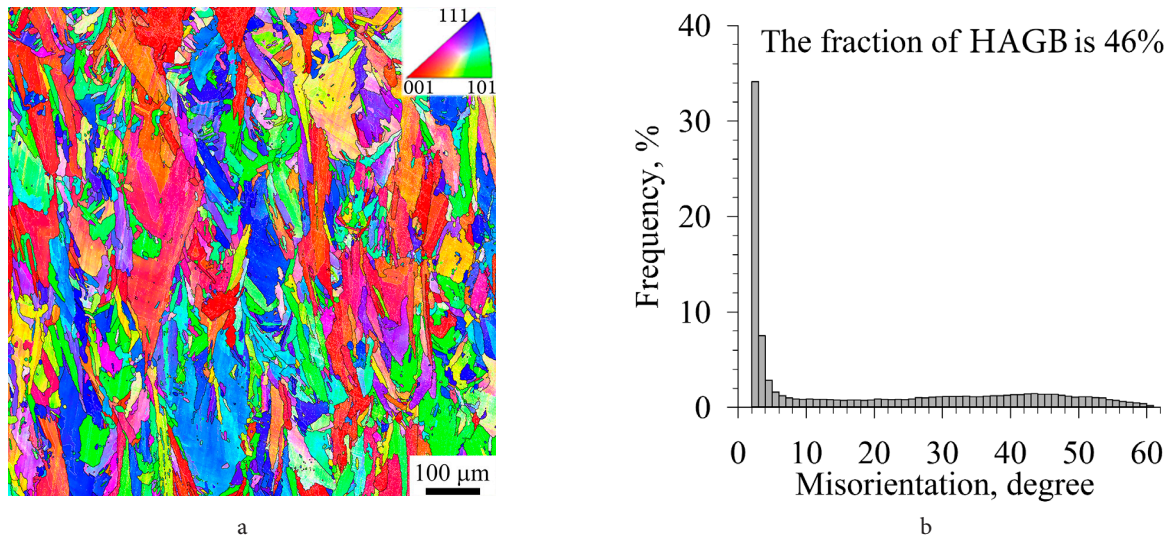 111
001 101
100 μm
a
The fraction of HAGB is 46%
40
30
20
10
0
Frequency, %
0 10 20 30 40 50 60
Misorientation, degree
b